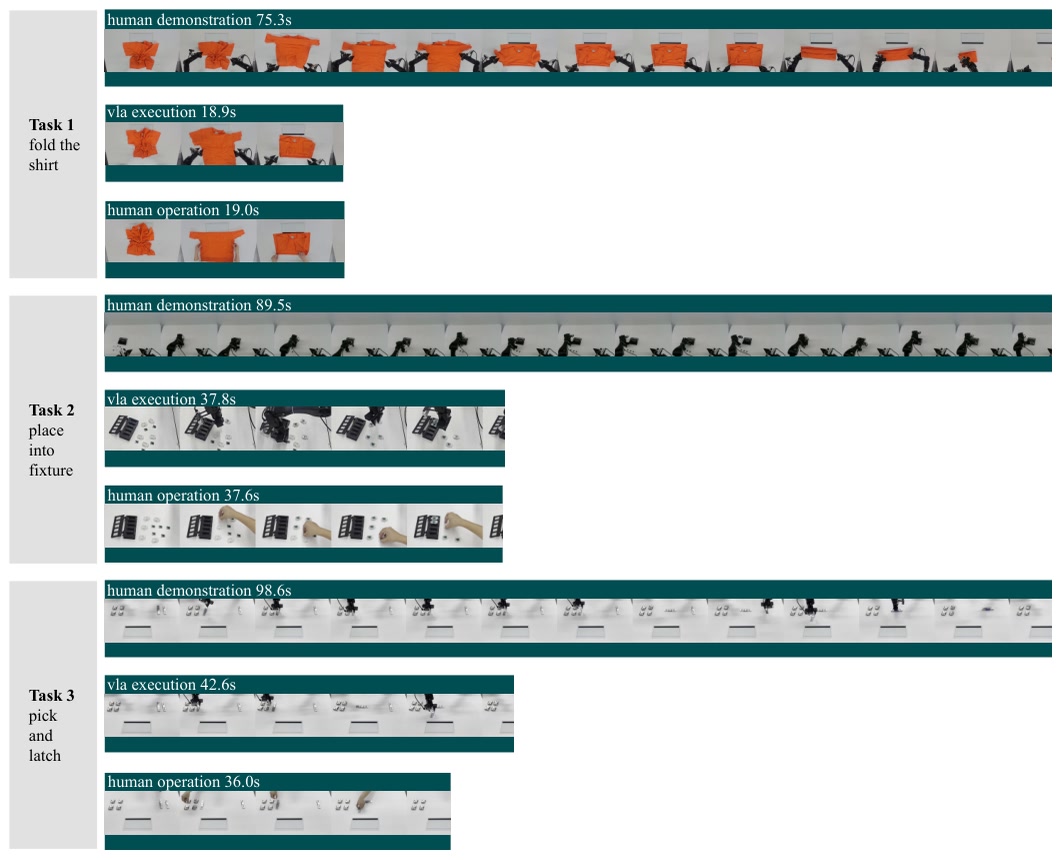 human demonstration 75.3s
vla execution 18.9s
Task 1
fold the
shirt
human operation 19.0s
human demonstration 89.5s
vla execution 37.8s
Task 2
place
into
fixture
human operation 37.6s
human demonstration 98.6s
vla execution 42.6s
Task 3
pick
and
latch
human operation 36.0s